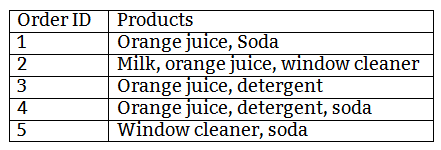 Order ID Products
1 Orange juice, Soda
2 Milk, orange juice, window cleaner
3 Orange juice, detergent
4 Orange juice, detergent, soda
5 Window cleaner, soda